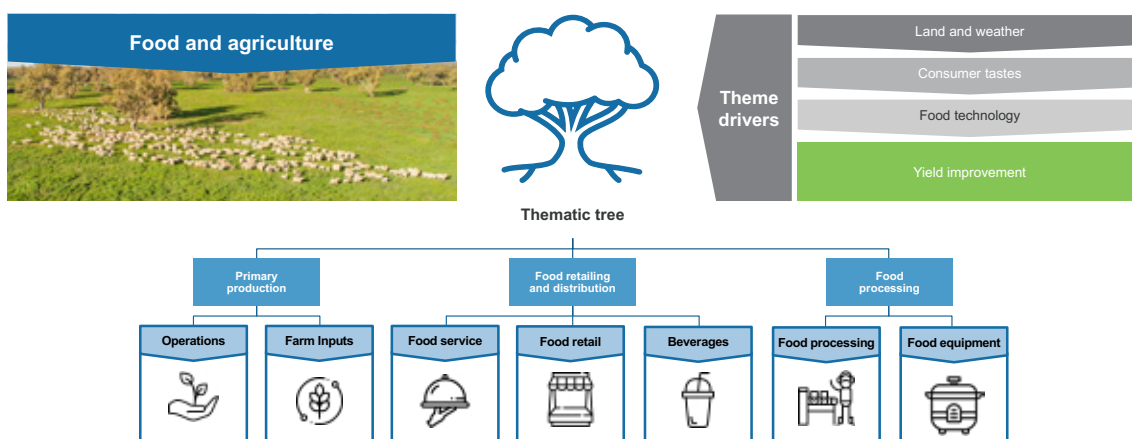 Food and agriculture
Theme
drivers
Land and weather
Consumer tastes
Food technology
Yield improvement
Thematic tree
Primary
production
Food retailing
and distribution
Food
processing
Operations
Farm Inputs
Food service
Food retail
Beverages
Food processing
Food equipment